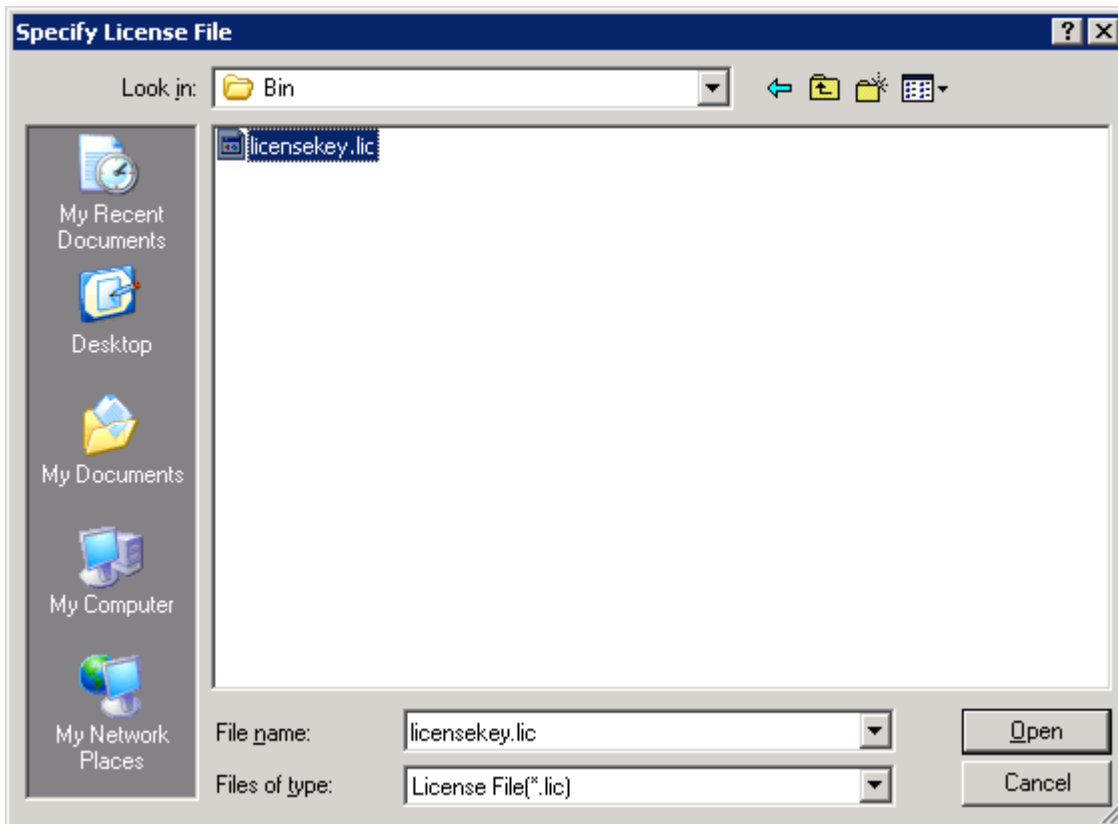 Specify License File
Look in: Bin
licensekey.lic
My Recent
Documents
Desktop
My Documents
My Computer
My Network
Places
File name: licensekey.lic Open
Files of type: License File(*.lic) Cancel